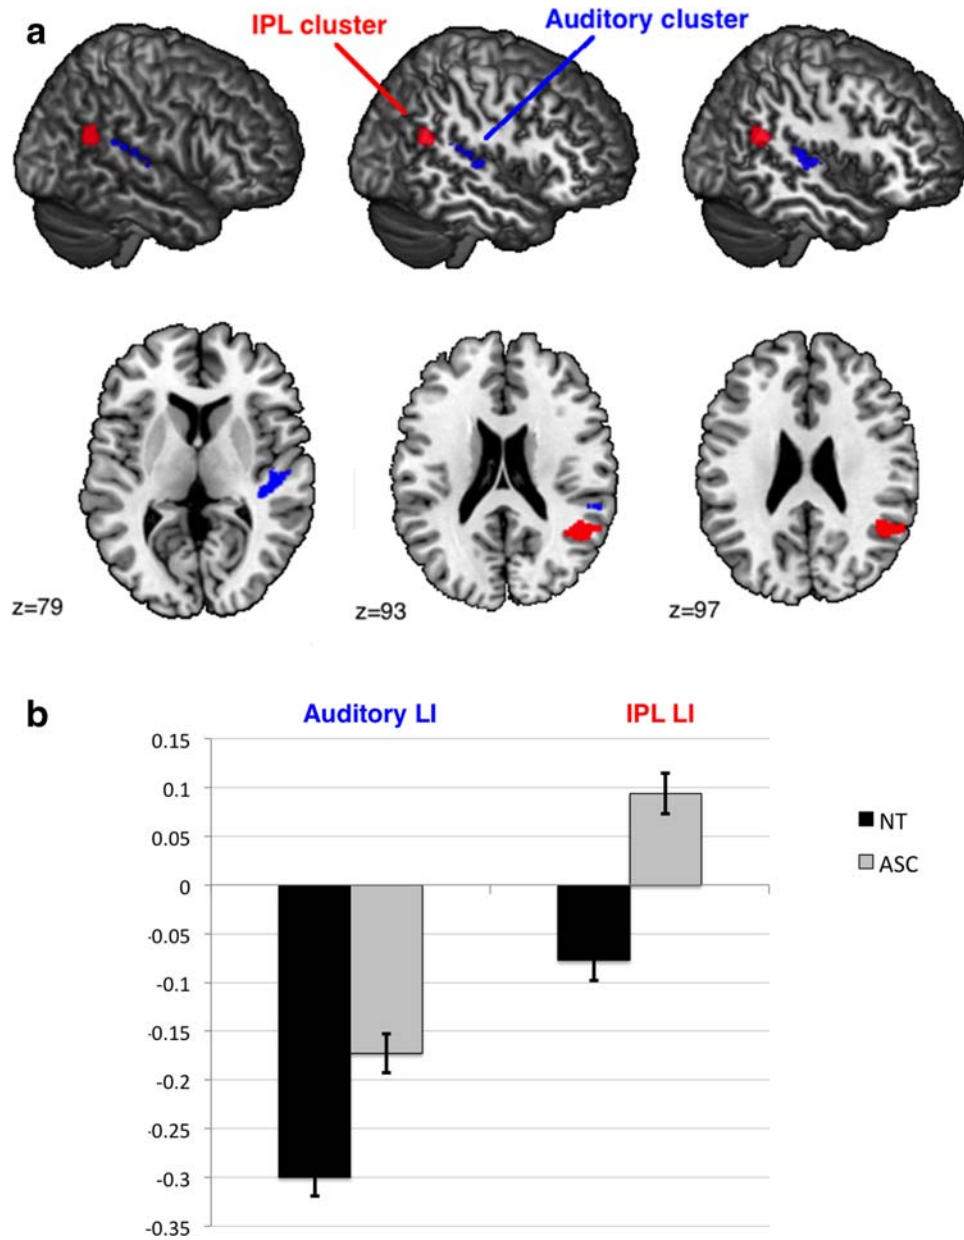 a
IPL cluster
Auditory cluster
z=79
z=93
z=97
b
Auditory LI
IPL LI
0.15
0.1
0.05
0
-0.05
-0.1
-0.15
-0.2
-0.25
-0.3
-0.35
NT
ASC